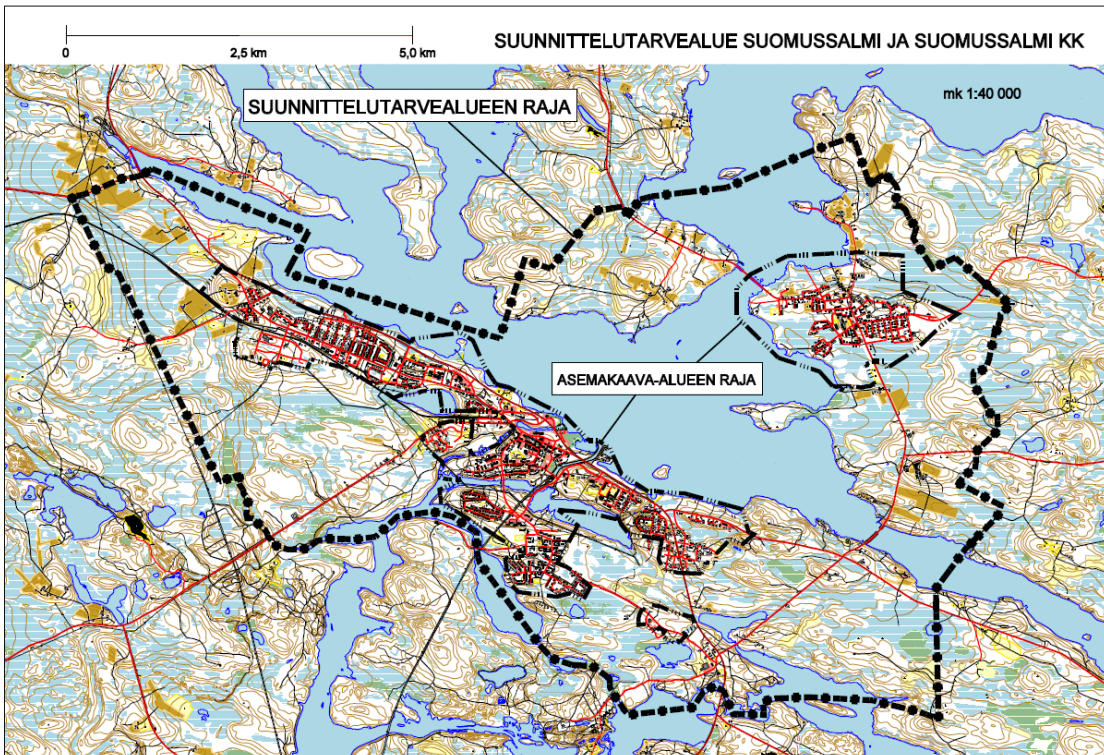 0
2,5 km
5,0 km
SUUNNITTELUTARVEALUE SUOMUSSALMI JA SUOMUSSALMI KK
mk 1:40 000
SUUNNITTELUTARVEALUEEN RAJA
ASEMAKAAVA-ALUEEN RAJA